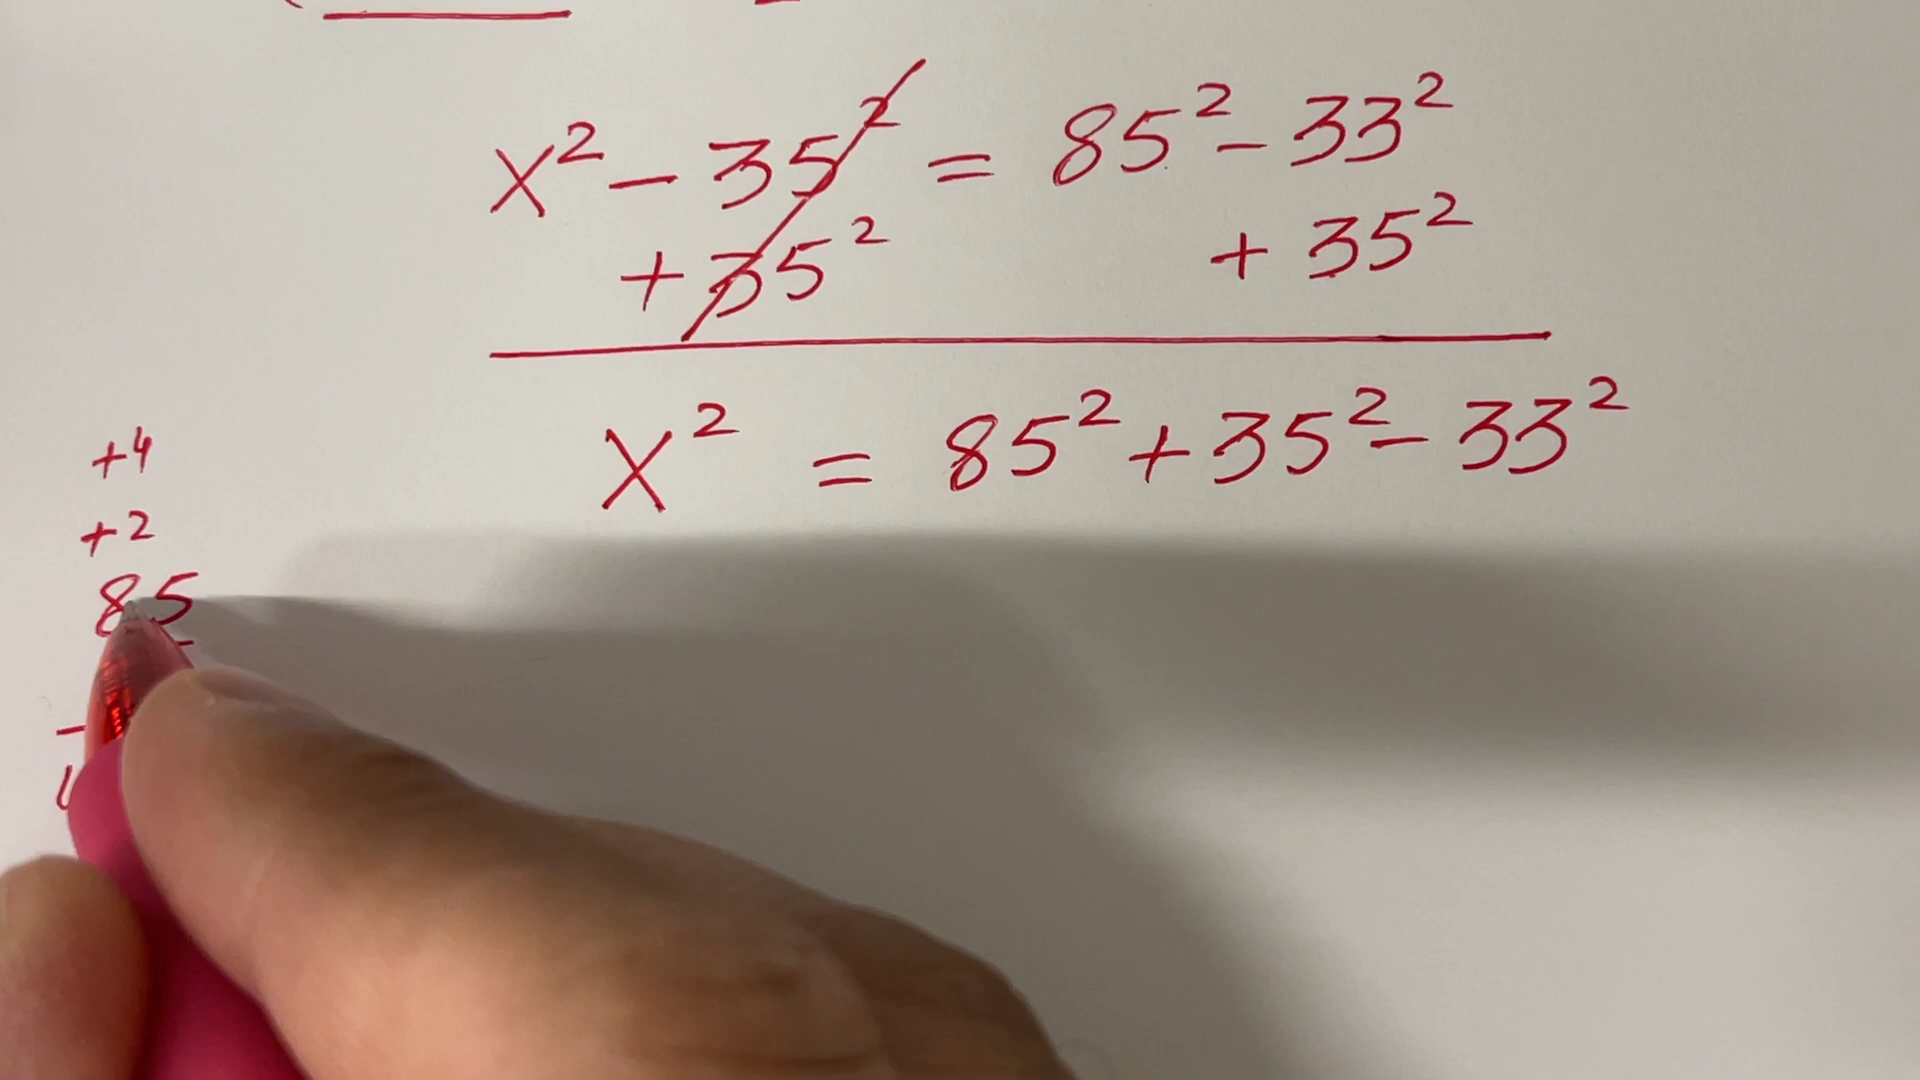 x² - 35² = 85² - 33²
+ 35² + 35²
x² = 85² + 35² - 33²
+4
+2
85